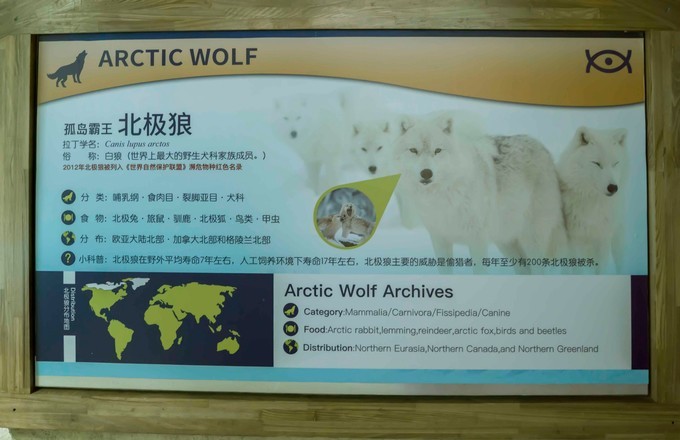 ARCTIC WOLF
孤岛霸王 北极狼
拉丁学名：Canis lupus arctos
俗 称：白狼（世界上最大的野生犬科家族成员。）
2012年北极狼被列入《世界自然保护联盟》濒危物种红色名录
分 类：哺乳纲·食肉目·裂脚亚目·犬科
食 物：北极兔·旅鼠·驯鹿·北极狐·鸟类·甲虫
分 布：欧亚大陆北部·加拿大北部和格陵兰北部
? 小科普：北极狼在野外平均寿命7年左右，人工饲养环境下寿命17年左右，北极狼主要的威胁是偷猎者，每年至少有200条北极狼被杀。
Distribution
北极狼分布地图
Arctic Wolf Archives
Category:Mammalia/Carnivora/Fissipedia/Canine
Food:Arctic rabbit,lemming,reindeer,arctic fox,birds and beetles
Distribution:Northern Eurasia,Northern Canada,and Northern Greenland